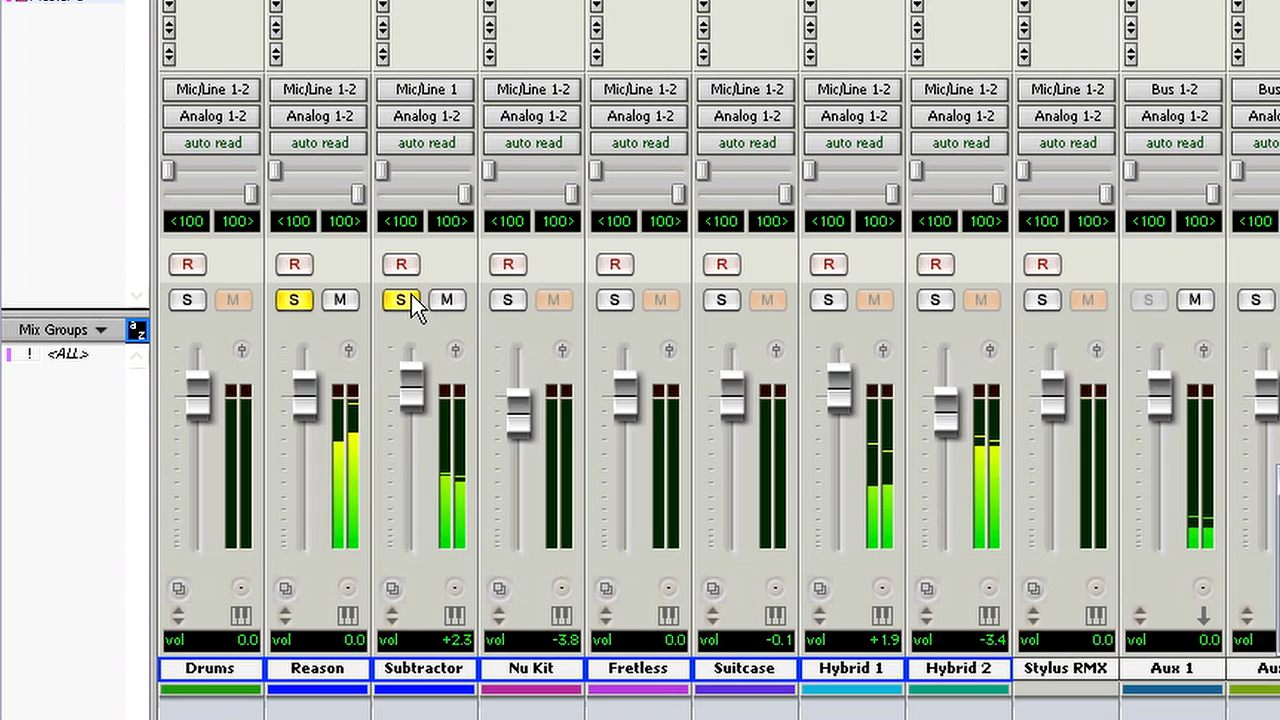 Mic/Line 1-2 Mic/Line 1-2 Mic/Line 1 Mic/Line 1-2 Mic/Line 1-2 Mic/Line 1-2 Mic/Line 1-2 Mic/Line 1-2 Mic/Line 1-2 Bus 1-2 Bus
Analog 1-2 Analog 1-2 Analog 1-2 Analog 1-2 Analog 1-2 Analog 1-2 Analog 1-2 Analog 1-2 Analog 1-2 Analog 1-2
auto read auto read auto read auto read auto read auto read auto read auto read auto read auto read auto
<100 100> <100 100> <100 100> <100 100> <100 100> <100 100> <100 100> <100 100> <100 100> <100 100> <100
R R R R R R R R R
S M S M S M S M S M S M S M S M S M S M S
Mix Groups a z
! <ALL>
vol 0.0 vol 0.0 vol +2.3 vol -3.8 vol 0.0 vol -0.1 vol +1.9 vol -3.4 vol 0.0 vol 0.0 vol
Drums Reason Subtractor Nu Kit Fretless Suitcase Hybrid 1 Hybrid 2 Stylus RMX Aux 1